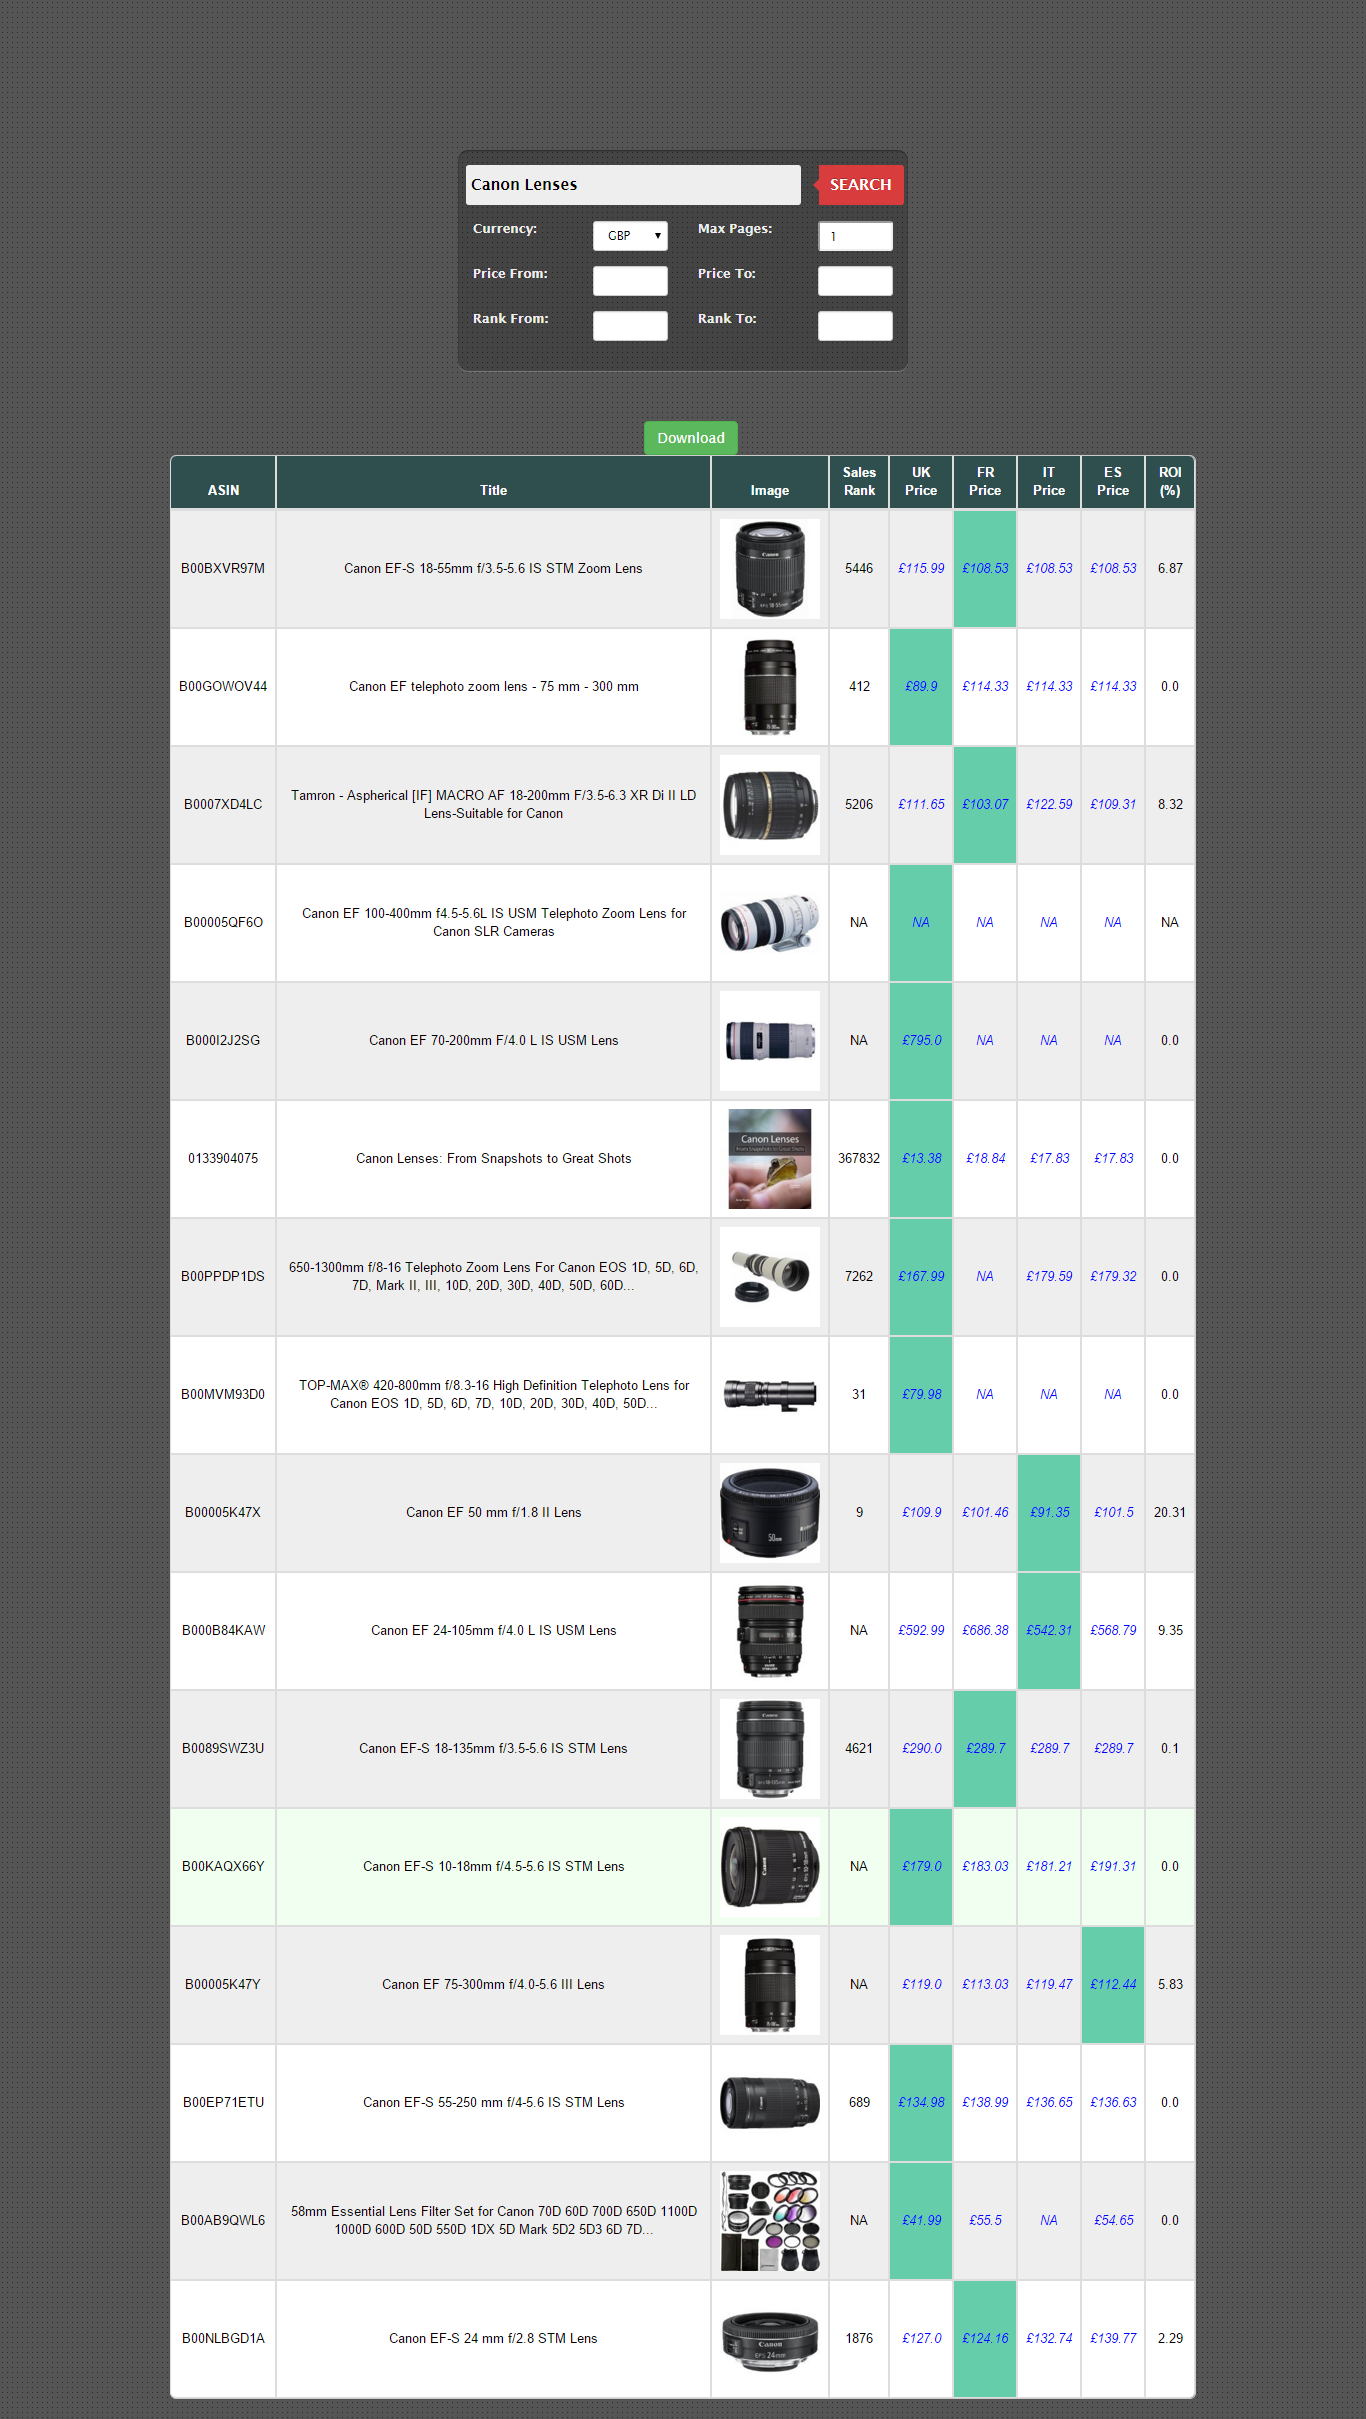 Canon Lenses
SEARCH
Currency: GBP Max Pages: 1
Price From: Price To:
Rank From: Rank To:
Download
ASIN Title Image Sales Rank UK Price FR Price IT Price ES Price ROI (%)
B00BXVR97M Canon EF-S 18-55mm f/3.5-5.6 IS STM Zoom Lens 5446 £115.99 £108.53 £108.53 £108.53 6.87
B00GOWOV44 Canon EF telephoto zoom lens - 75 mm - 300 mm 412 £89.9 £114.33 £114.33 £114.33 0.0
B0007XD4LC Tamron - Aspherical [IF] MACRO AF 18-200mm F/3.5-6.3 XR Di II LD
Lens-Suitable for Canon 5206 £111.65 £103.07 £122.59 £109.31 8.32
B00005QF6O Canon EF 100-400mm f4.5-5.6L IS USM Telephoto Zoom Lens for
Canon SLR Cameras NA NA NA NA NA NA
B000I2J2SG Canon EF 70-200mm F/4.0 L IS USM Lens NA £795.0 NA NA NA 0.0
0133904075 Canon Lenses: From Snapshots to Great Shots Canon Lenses From Snapshots to Great Shots 367832 £13.38 £18.84 £17.83 £17.83 0.0
B00PPDP1DS 650-1300mm f/8-16 Telephoto Zoom Lens For Canon EOS 1D, 5D, 6D,
7D, Mark II, III, 10D, 20D, 30D, 40D, 50D, 60D... 7262 £167.99 NA £179.59 £179.32 0.0
B00MVM93D0 TOP-MAX® 420-800mm f/8.3-16 High Definition Telephoto Lens for
Canon EOS 1D, 5D, 6D, 7D, 10D, 20D, 30D, 40D, 50D... 31 £79.98 NA NA NA 0.0
B00005K47X Canon EF 50 mm f/1.8 II Lens 9 £109.9 £101.46 £91.35 £101.5 20.31
B000B84KAW Canon EF 24-105mm f/4.0 L IS USM Lens NA £592.99 £686.38 £542.31 £568.79 9.35
B0089SWZ3U Canon EF-S 18-135mm f/3.5-5.6 IS STM Lens 4621 £290.0 £289.7 £289.7 £289.7 0.1
B00KAQX66Y Canon EF-S 10-18mm f/4.5-5.6 IS STM Lens NA £179.0 £183.03 £181.21 £191.31 0.0
B00005K47Y Canon EF 75-300mm f/4.0-5.6 III Lens NA £119.0 £113.03 £119.47 £112.44 5.83
B00EP71ETU Canon EF-S 55-250 mm f/4-5.6 IS STM Lens 689 £134.98 £138.99 £136.65 £136.63 0.0
B00AB9QWL6 58mm Essential Lens Filter Set for Canon 70D 60D 700D 650D 1100D
1000D 600D 50D 550D 1DX 5D Mark 5D2 5D3 6D 7D... NA £41.99 £55.5 NA £54.65 0.0
B00NLBGD1A Canon EF-S 24 mm f/2.8 STM Lens Canon EFS 24mm 1876 £127.0 £124.16 £132.74 £139.77 2.29